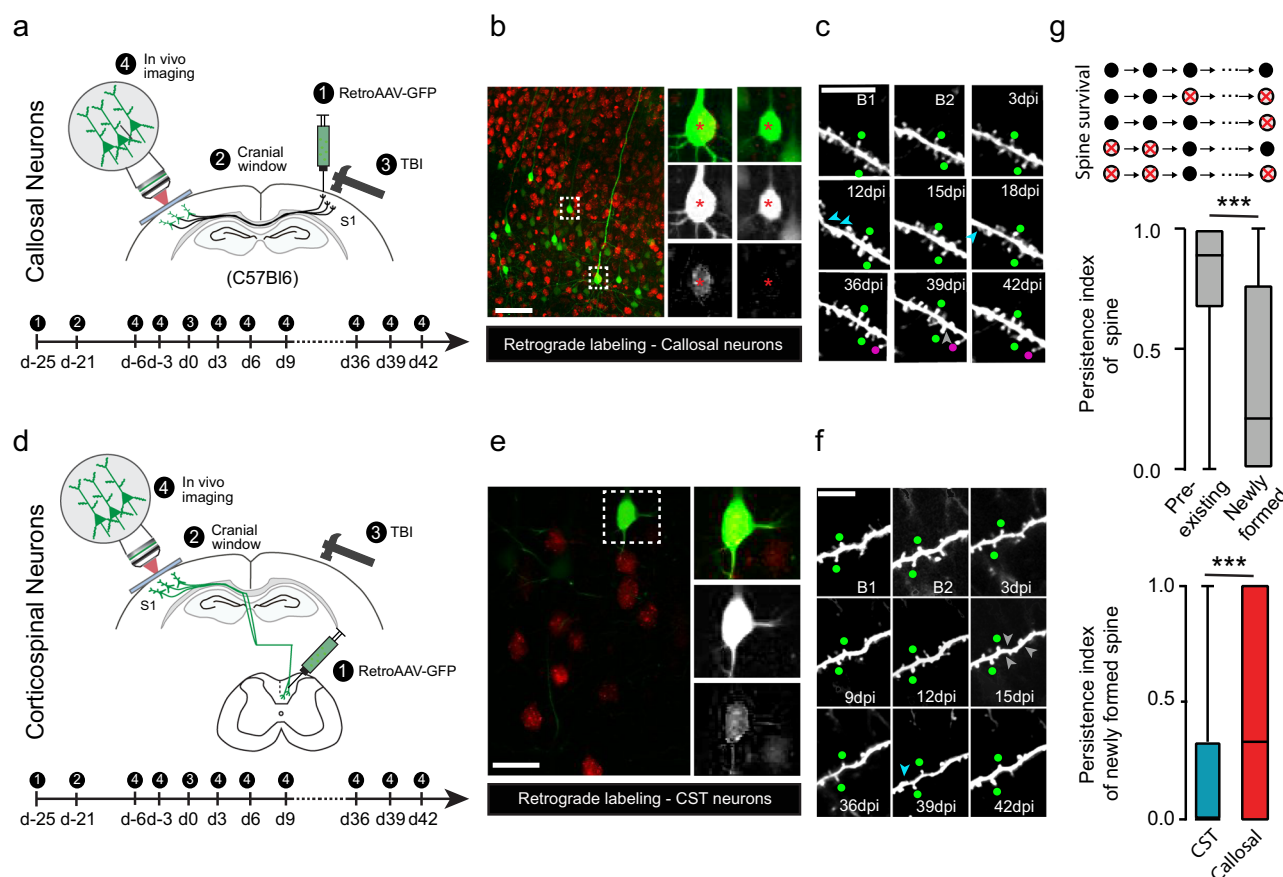 a
Callosal Neurons
4 In vivo
imaging
1 RetroAAV-GFP
2 Cranial
window
3 TBI
S1
(C57Bl6)
1 2 4 4 3 4 4 4 4 4 4
d-25 d-21 d-6 d-3 d0 d3 d6 d9 d36 d39 d42
b
*
*
*
*
*
*
Retrograde labeling - Callosal neurons
c
B1 B2 3dpi
12dpi 15dpi 18dpi
36dpi 39dpi 42dpi
d
Corticospinal Neurons
4 In vivo
imaging
2 Cranial
window
3 TBI
S1
1 RetroAAV-GFP
1 2 4 4 3 4 4 4 4 4 4
d-25 d-21 d-6 d-3 d0 d3 d6 d9 d36 d39 d42
e
Retrograde labeling - CST neurons
f
B1 B2 3dpi
9dpi 12dpi 15dpi
36dpi 39dpi 42dpi
g
Spine survival
***
Persistence index
of spine
1.0
0.5
0.0
Pre-
existing
Newly
formed
***
Persistence index
of newly formed spine
1.0
0.5
0.0
CST
Callosal